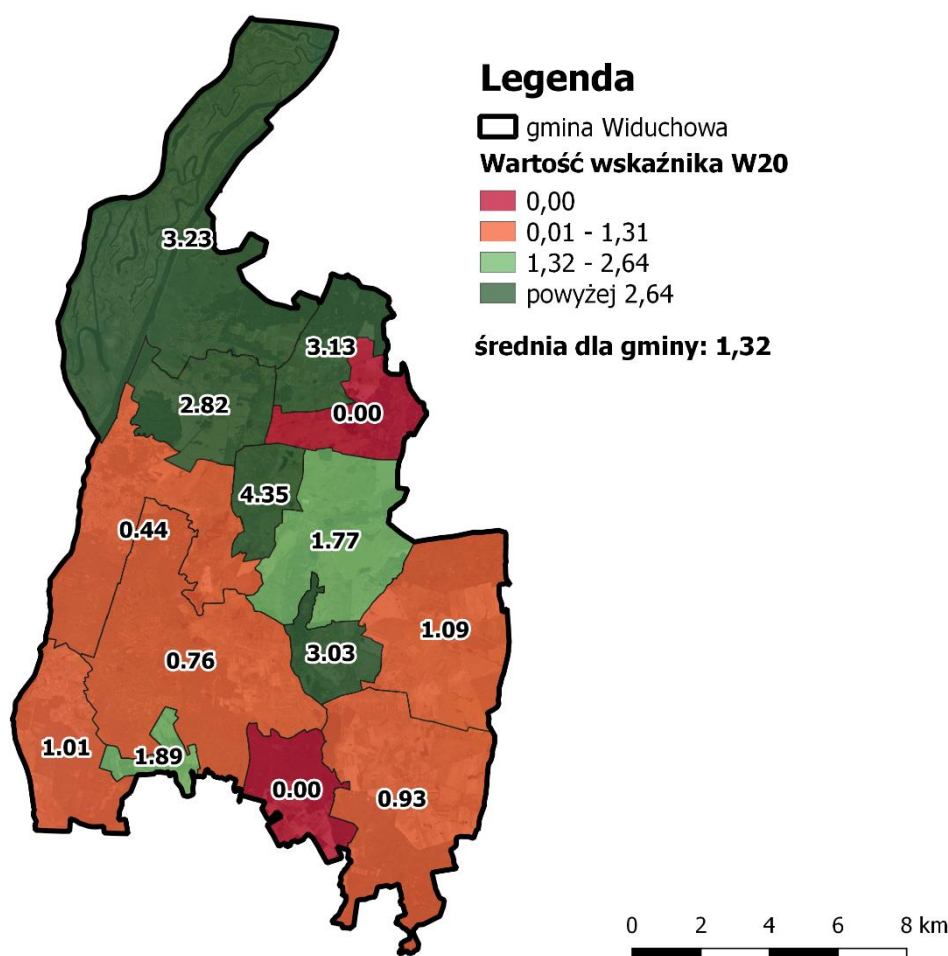 Legenda
gmina Widuchowa
Wartość wskaźnika W20
0,00
0,01 - 1,31
1,32 - 2,64
powyżej 2,64
średnia dla gminy: 1,32
3.23
3.13
2.82
0.00
4.35
0.44
1.77
1.09
3.03
0.76
1.01
1.89
0.00
0.93
0 2 4 6 8 km